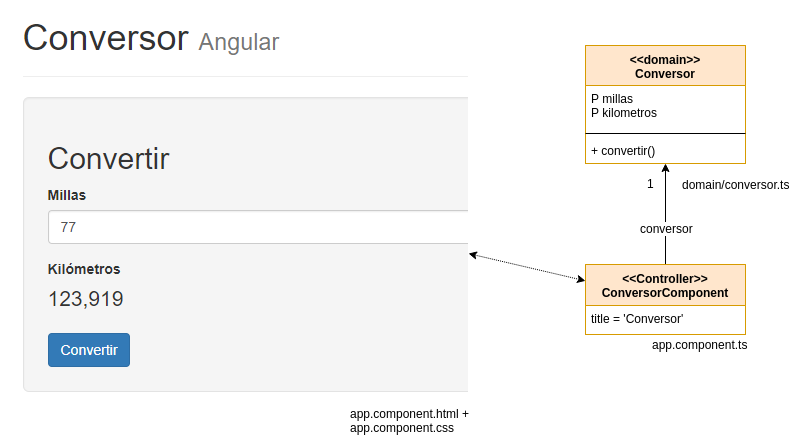 Conversor Angular
Convertir
Millas
77
Kilómetros
123,919
Convertir
app.component.html +
app.component.css
<<domain>>
Conversor
P millas
P kilometros
+ convertir()
1
domain/conversor.ts
conversor
<<Controller>>
ConversorComponent
title = 'Conversor'
app.component.ts